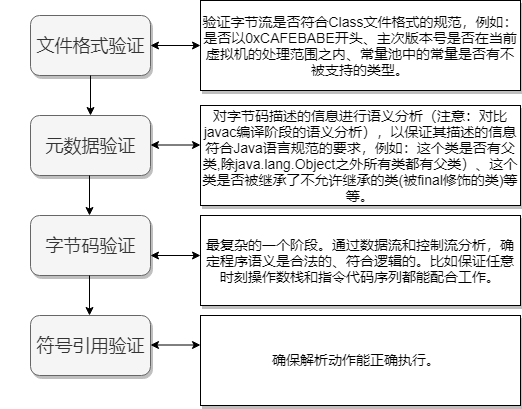 文件格式验证
验证字节流是否符合Class文件格式的规范，例如：
是否以0xCAFEBABE开头、主次版本号是否在当前
虚拟机的处理范围之内、常量池中的常量是否有不
被支持的类型。
元数据验证
对字节码描述的信息进行语义分析（注意：对比
javac编译阶段的语义分析），以保证其描述的信息
符合Java语言规范的要求，例如：这个类是否有父
类,除java.lang.Object之外所有类都有父类）、这个
类是否被继承了不允许继承的类(被final修饰的类)等
等。
字节码验证
最复杂的一个阶段。通过数据流和控制流分析，确
定程序语义是合法的、符合逻辑的。比如保证任意
时刻操作数栈和指令代码序列都能配合工作。
符号引用验证
确保解析动作能正确执行。